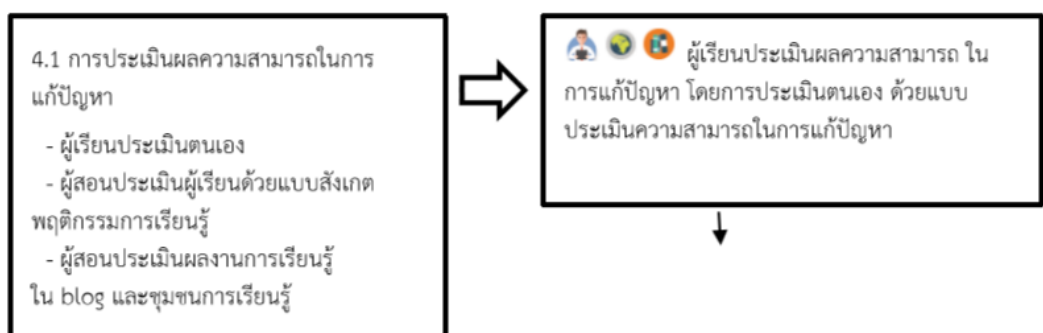 4.1 การประเมินผลความสามารถในการ
แก้ปัญหา
- ผู้เรียนประเมินตนเอง
- ผู้สอนประเมินผู้เรียนด้วยแบบสังเกต
พฤติกรรมการเรียนรู้
- ผู้สอนประเมินผลงานการเรียนรู้
ใน blog และชุมชนการเรียนรู้
ผู้เรียนประเมินผลความสามารถ ใน
การแก้ปัญหา โดยการประเมินตนเอง ด้วยแบบ
ประเมินความสามารถในการแก้ปัญหา